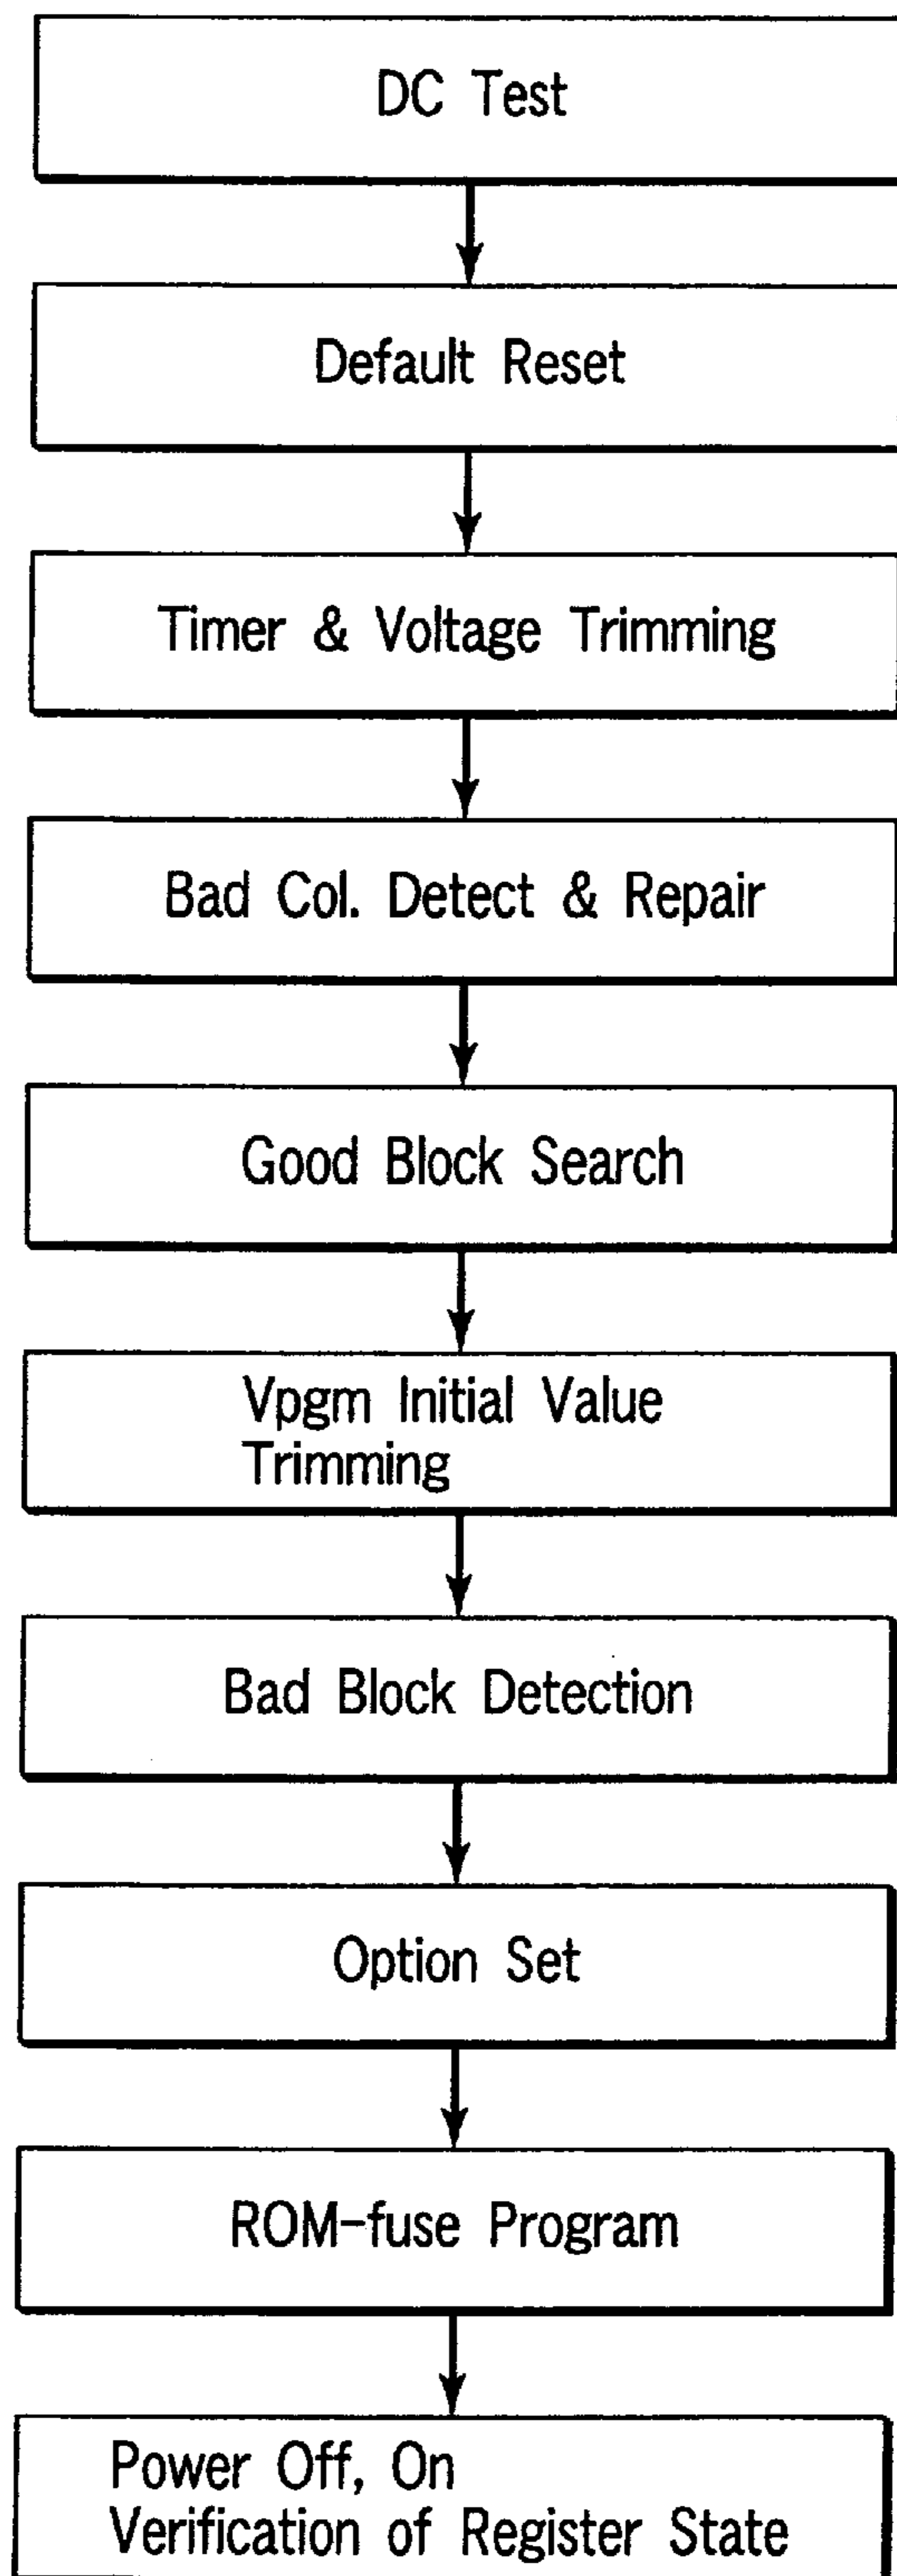 DC Test
Default Reset
Timer & Voltage Trimming
Bad Col. Detect & Repair
Good Block Search
Vpgm Initial Value
Trimming
Bad Block Detection
Option Set
ROM-fuse Program
Power Off, On
Verification of Register State